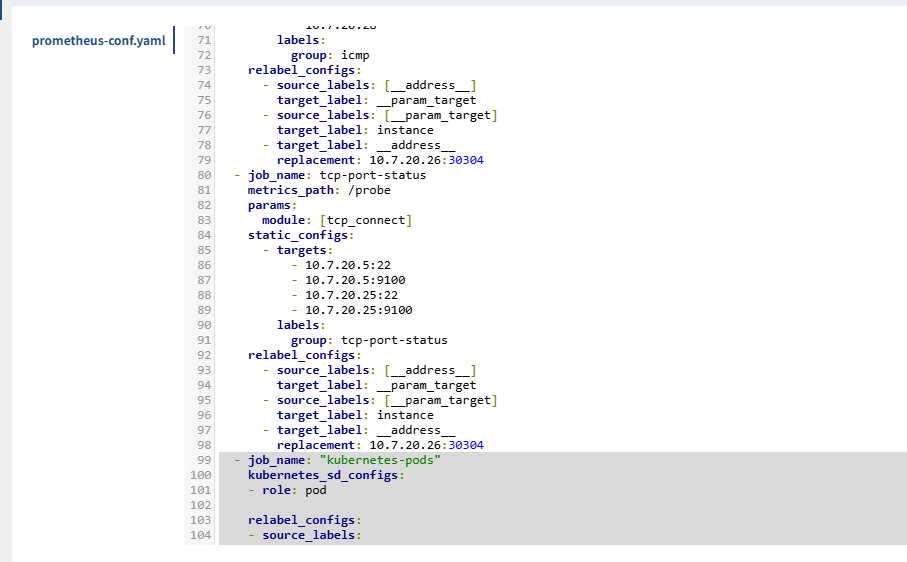 prometheus-conf.yaml
71 labels:
72 group: icmp
73 relabel_configs:
74 - source_labels: [__address__]
75 target_label: __param_target
76 - source_labels: [__param_target]
77 target_label: instance
78 - target_label: __address__
79 replacement: 10.7.20.26:30304
80 - job_name: tcp-port-status
81 metrics_path: /probe
82 params:
83 module: [tcp_connect]
84 static_configs:
85 - targets:
86 - 10.7.20.5:22
87 - 10.7.20.5:9100
88 - 10.7.20.25:22
89 - 10.7.20.25:9100
90 labels:
91 group: tcp-port-status
92 relabel_configs:
93 - source_labels: [__address__]
94 target_label: __param_target
95 - source_labels: [__param_target]
96 target_label: instance
97 - target_label: __address__
98 replacement: 10.7.20.26:30304
99 - job_name: "kubernetes-pods"
100 kubernetes_sd_configs:
101 - role: pod
102
103 relabel_configs:
104 - source_labels: